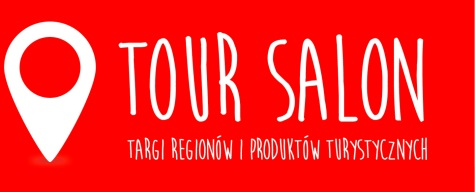 TOUR SALON
TARGI REGIONÓW I PRODUKTÓW TURYSTYCZNYCH